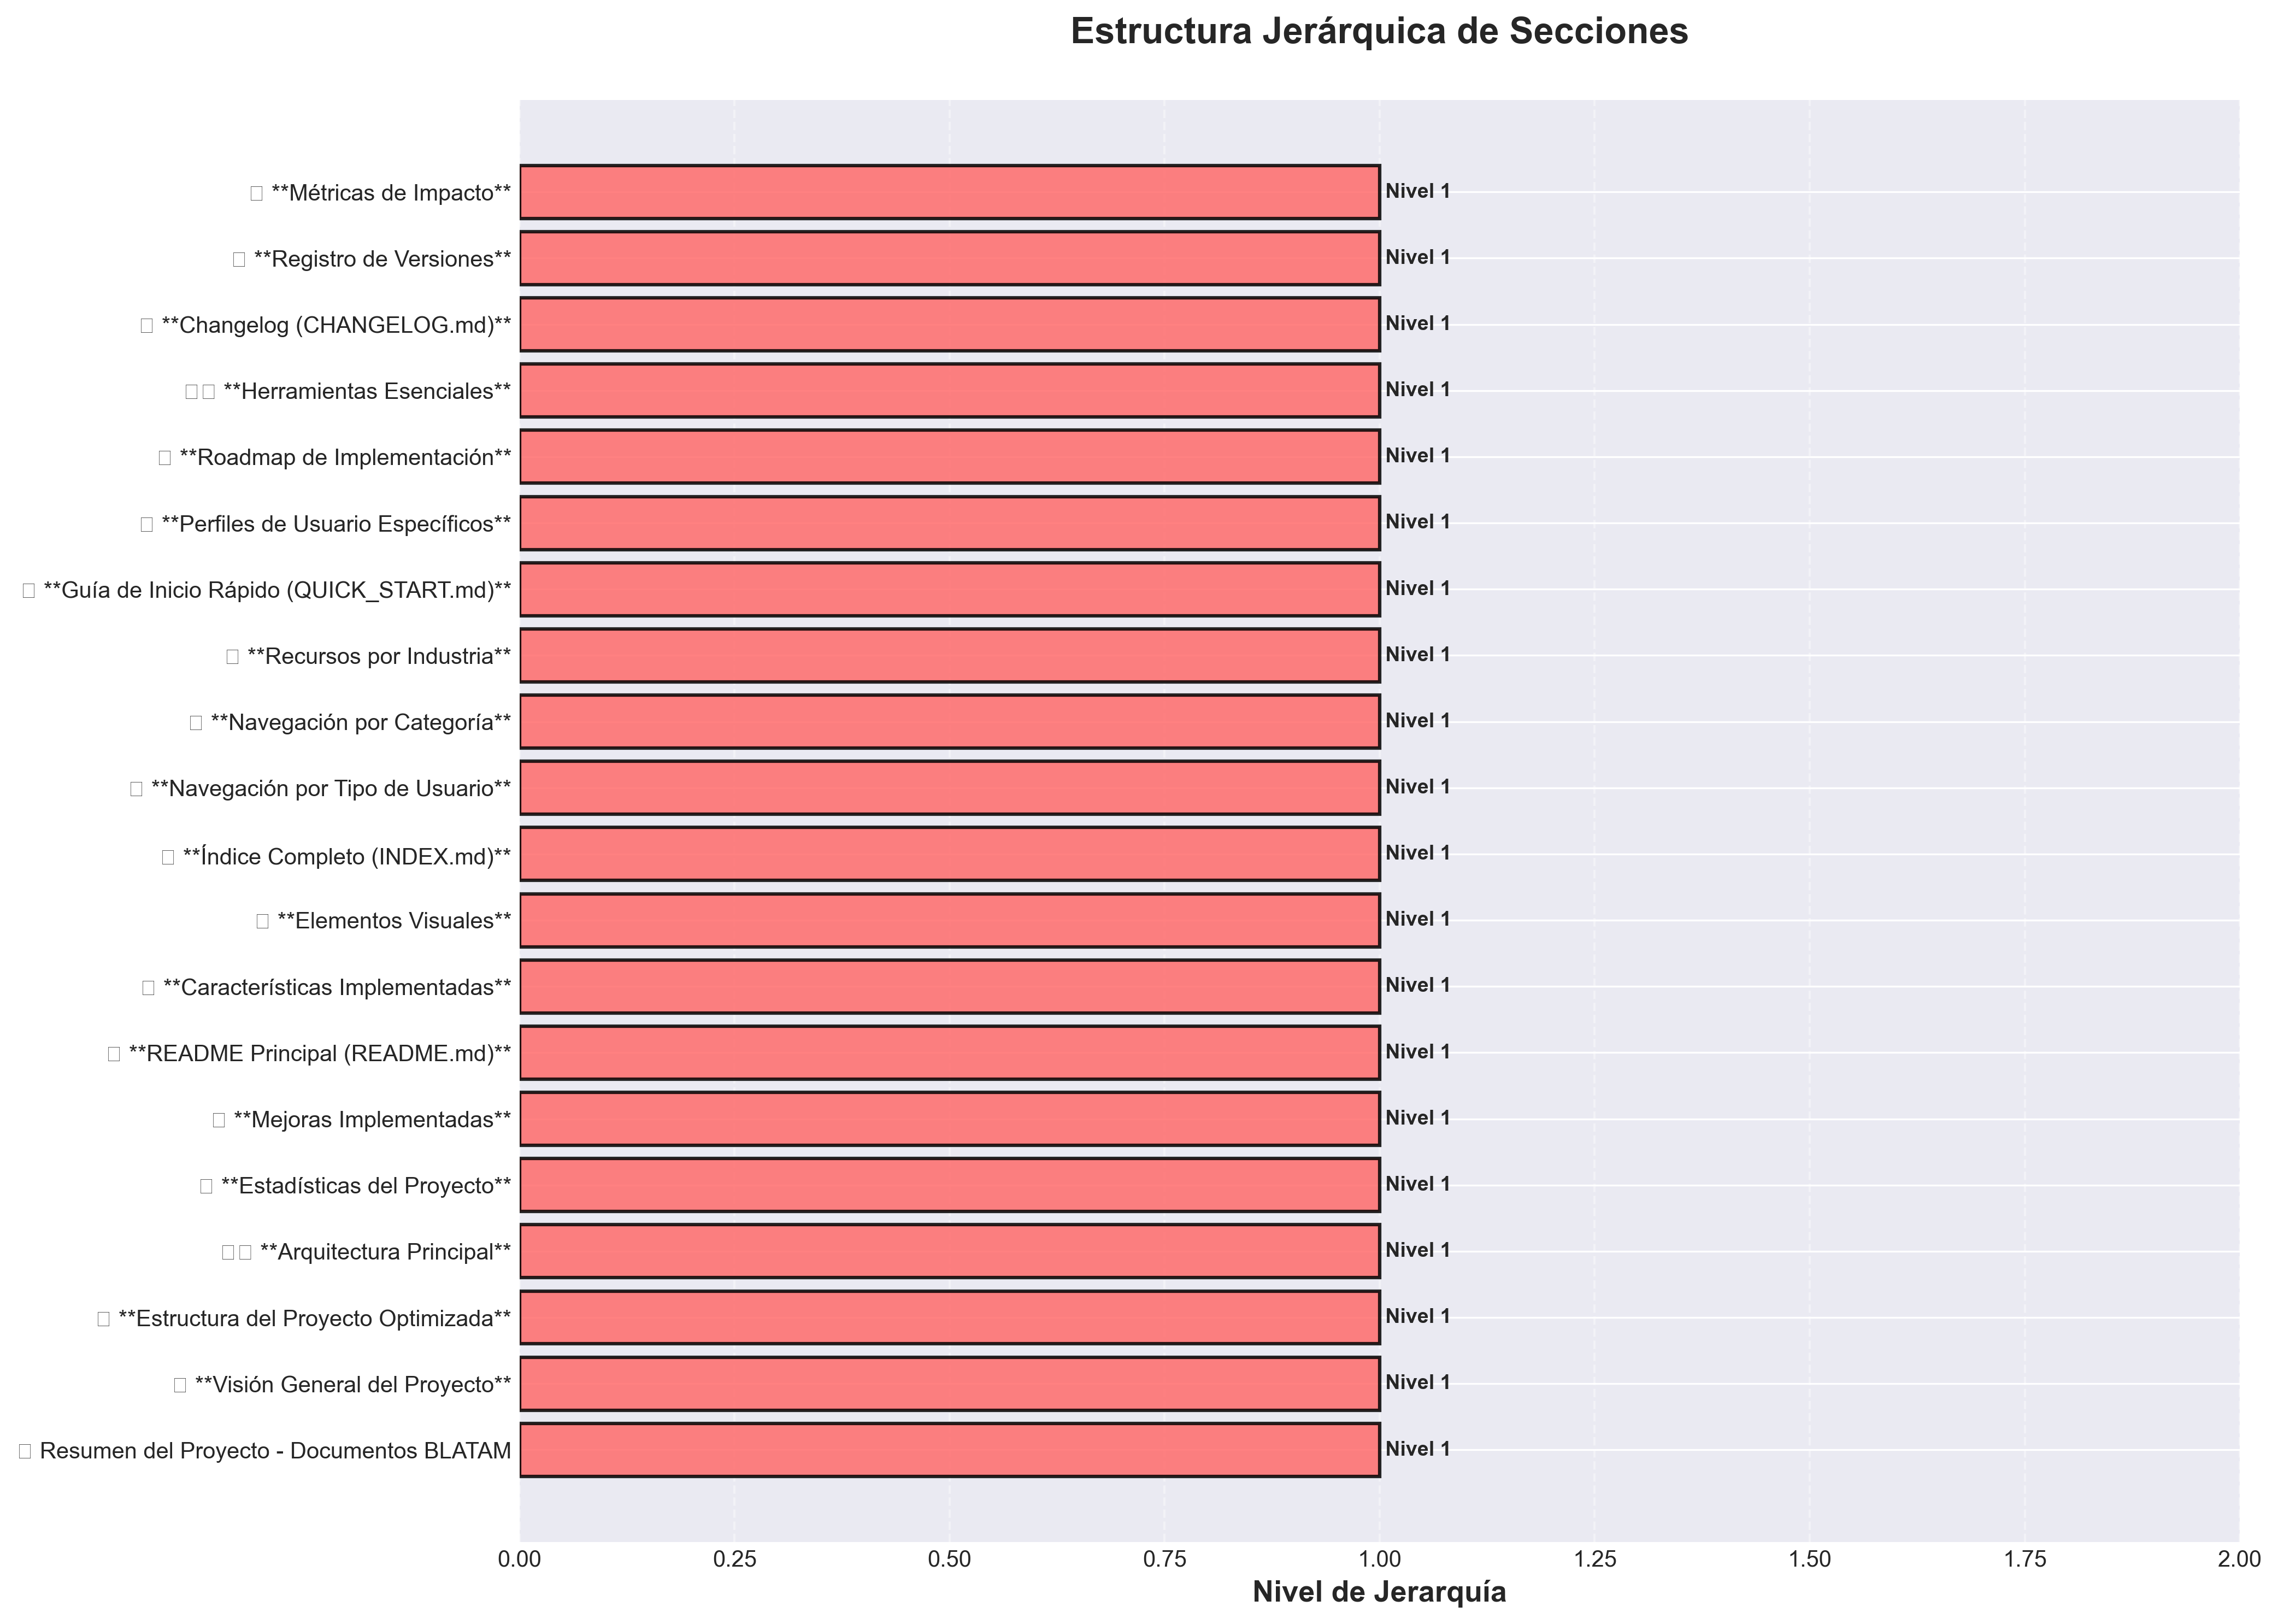 Estructura Jerárquica de Secciones
▯ **Métricas de Impacto** Nivel 1
▯ **Registro de Versiones** Nivel 1
▯ **Changelog (CHANGELOG.md)** Nivel 1
▯▯ **Herramientas Esenciales** Nivel 1
▯ **Roadmap de Implementación** Nivel 1
▯ **Perfiles de Usuario Específicos** Nivel 1
▯ **Guía de Inicio Rápido (QUICK_START.md)** Nivel 1
▯ **Recursos por Industria** Nivel 1
▯ **Navegación por Categoría** Nivel 1
▯ **Navegación por Tipo de Usuario** Nivel 1
▯ **Índice Completo (INDEX.md)** Nivel 1
▯ **Elementos Visuales** Nivel 1
▯ **Características Implementadas** Nivel 1
▯ **README Principal (README.md)** Nivel 1
▯ **Mejoras Implementadas** Nivel 1
▯ **Estadísticas del Proyecto** Nivel 1
▯▯ **Arquitectura Principal** Nivel 1
▯ **Estructura del Proyecto Optimizada** Nivel 1
▯ **Visión General del Proyecto** Nivel 1
▯ Resumen del Proyecto - Documentos BLATAM Nivel 1
0.00 0.25 0.50 0.75 1.00 1.25 1.50 1.75 2.00
Nivel de Jerarquía